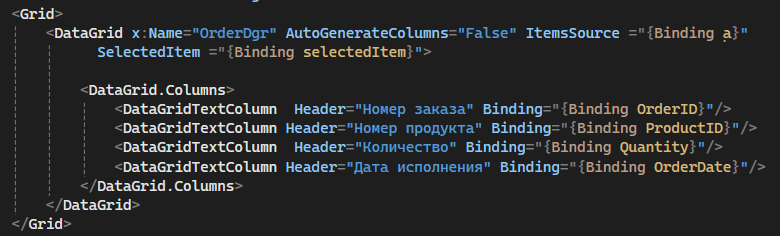 <Grid>
<DataGrid x:Name="OrderDgr" AutoGenerateColumns="False" ItemsSource ="{Binding a}"
SelectedItem ="{Binding selectedItem}">
<DataGrid.Columns>
<DataGridTextColumn  Header="Номер заказа" Binding="{Binding OrderID}"/>
<DataGridTextColumn Header="Номер продукта" Binding="{Binding ProductID}"/>
<DataGridTextColumn  Header="Количество" Binding="{Binding Quantity}"/>
<DataGridTextColumn Header="Дата исполнения" Binding="{Binding OrderDate}"/>
</DataGrid.Columns>
</DataGrid>
</Grid>